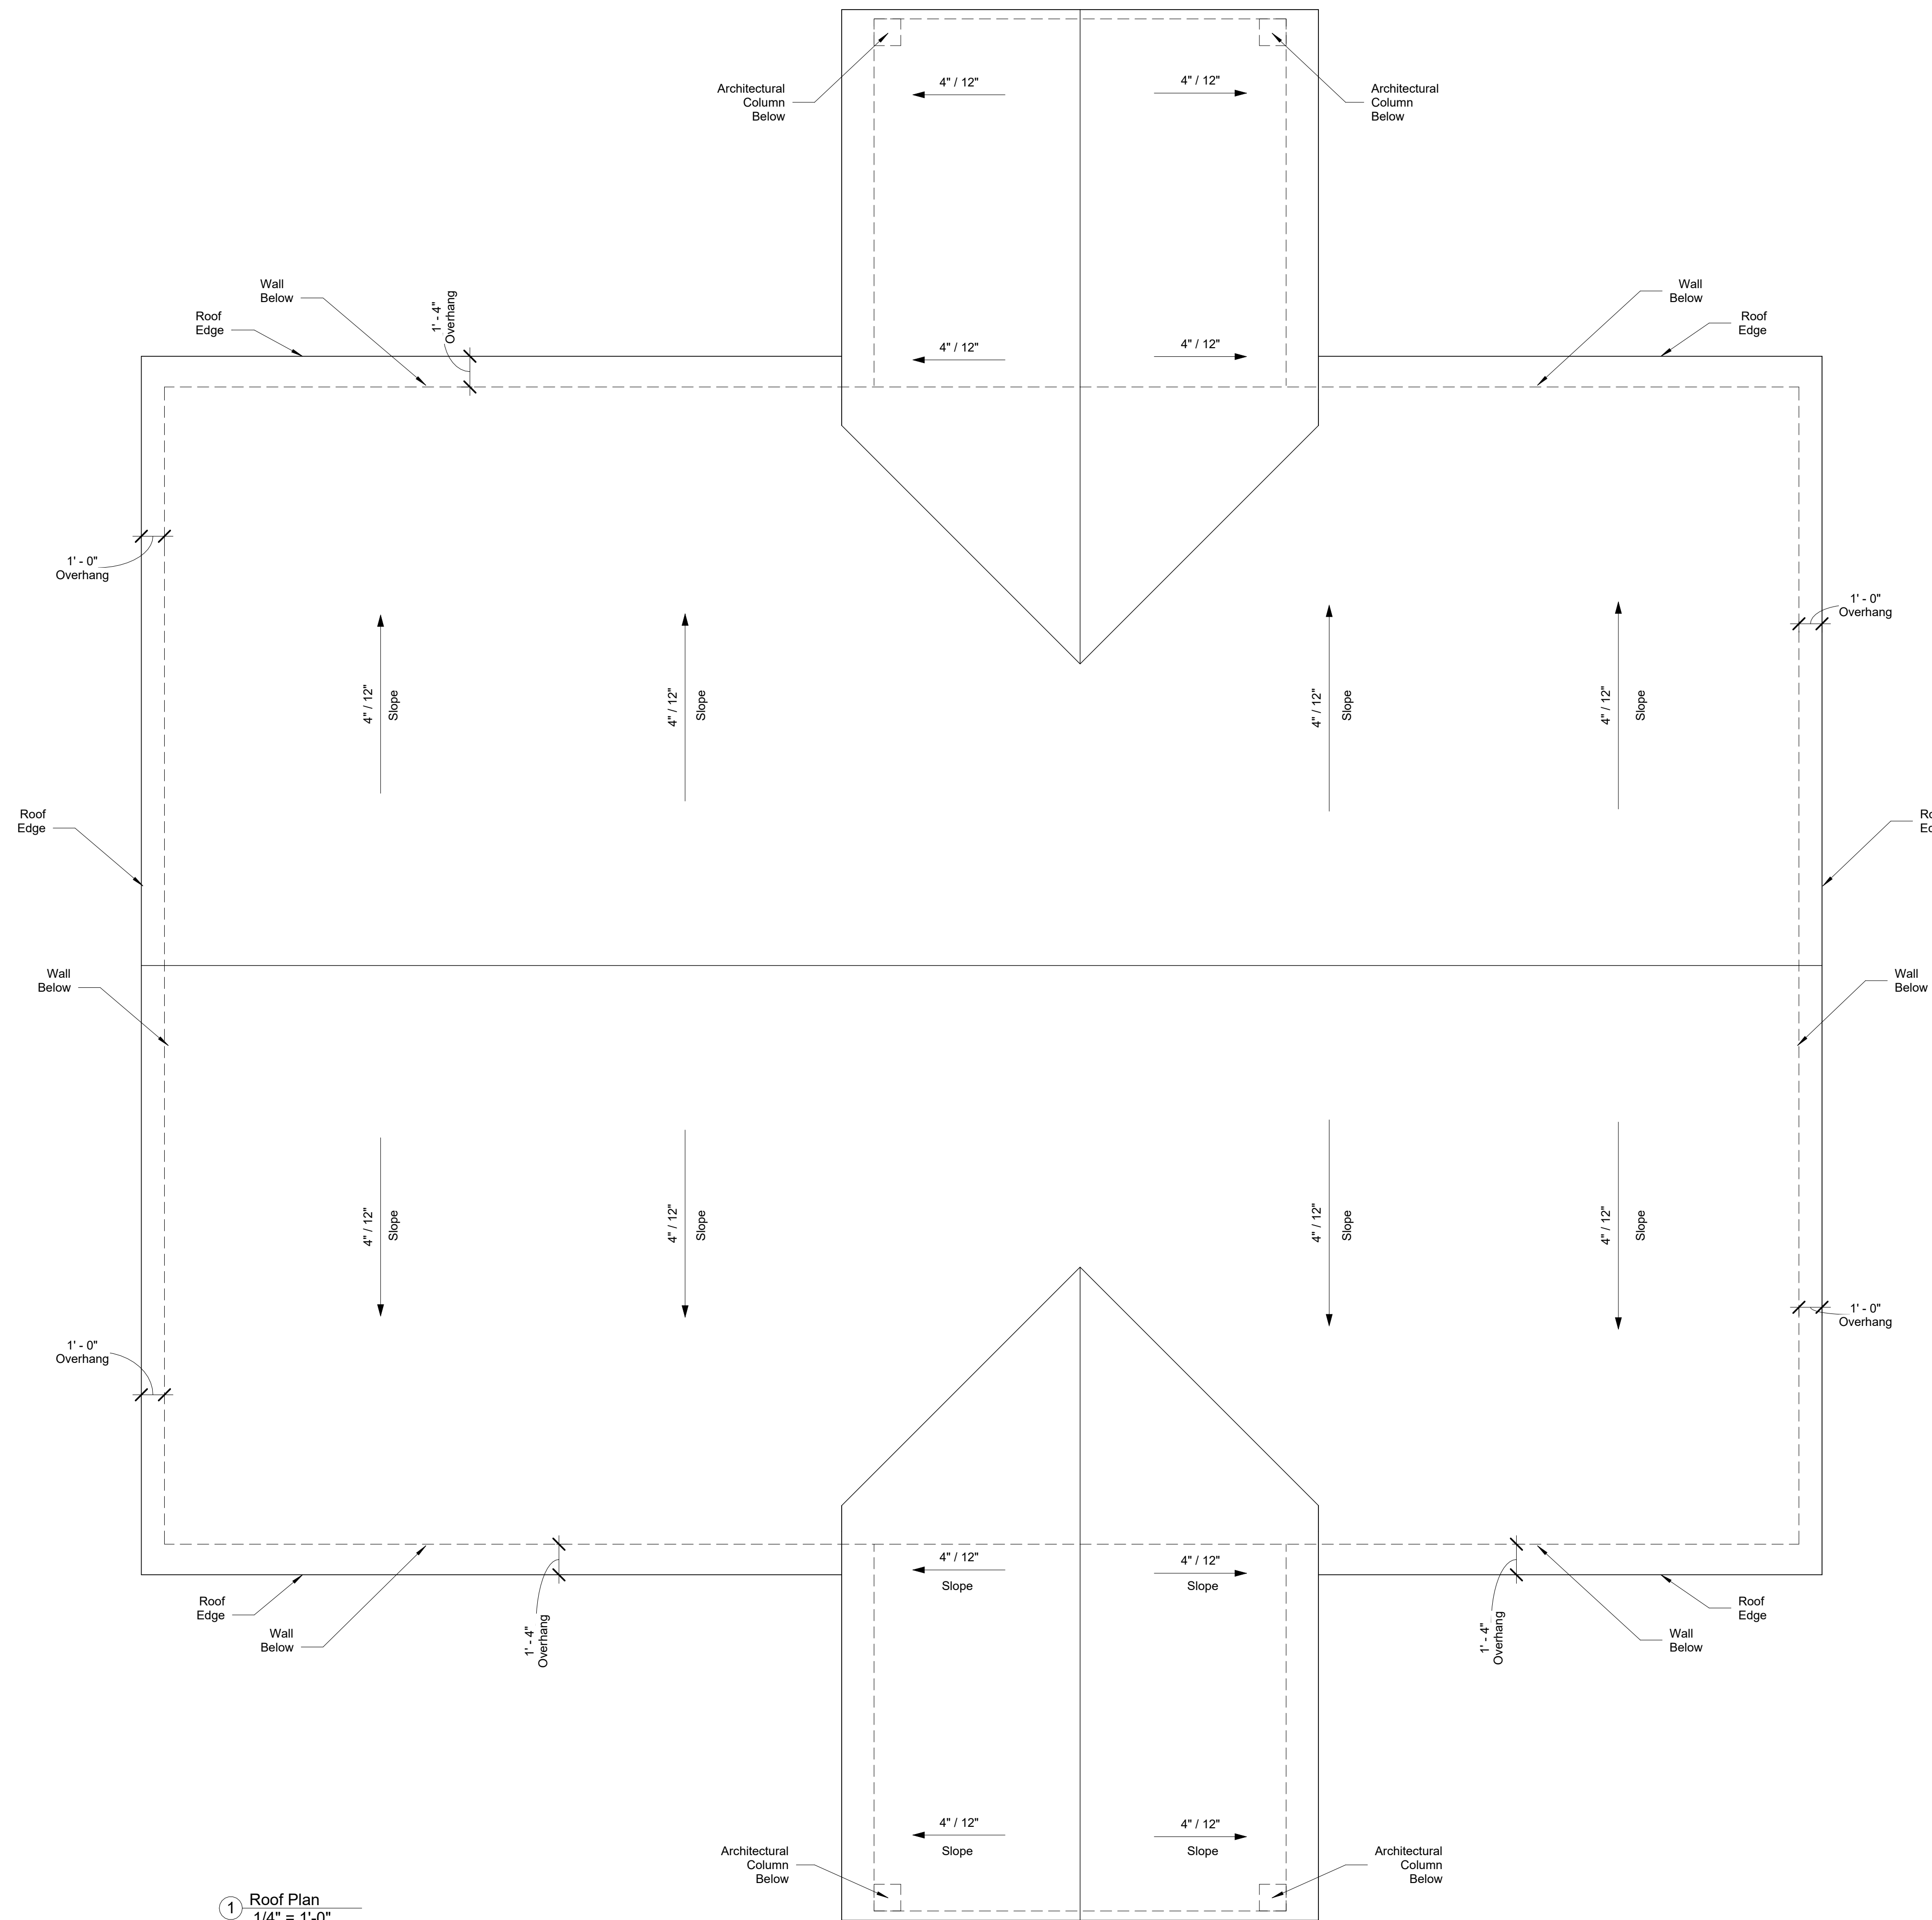 4" / 12"
4" / 12"
Architectural
Column
Below
Architectural
Column
Below
Wall
Below
1' - 4"
Overhang
Wall
Below
Roof
Edge
Roof
Edge
4" / 12"
4" / 12"
1' - 0"
Overhang
1' - 0"
Overhang
4" / 12"
Slope
4" / 12"
Slope
4" / 12"
Slope
4" / 12"
Slope
Roof
Edge
Wall
Below
Wall
Below
4" / 12"
Slope
4" / 12"
Slope
4" / 12"
Slope
4" / 12"
Slope
1' - 0"
Overhang
1' - 0"
Overhang
4" / 12"
Slope
4" / 12"
Slope
Roof
Edge
Wall
Below
1' - 4"
Overhang
1' - 4"
Overhang
Roof
Edge
Wall
Below
4" / 12"
Slope
4" / 12"
Slope
Architectural
Column
Below
Architectural
Column
Below
1
Roof Plan
1/4" = 1'-0"